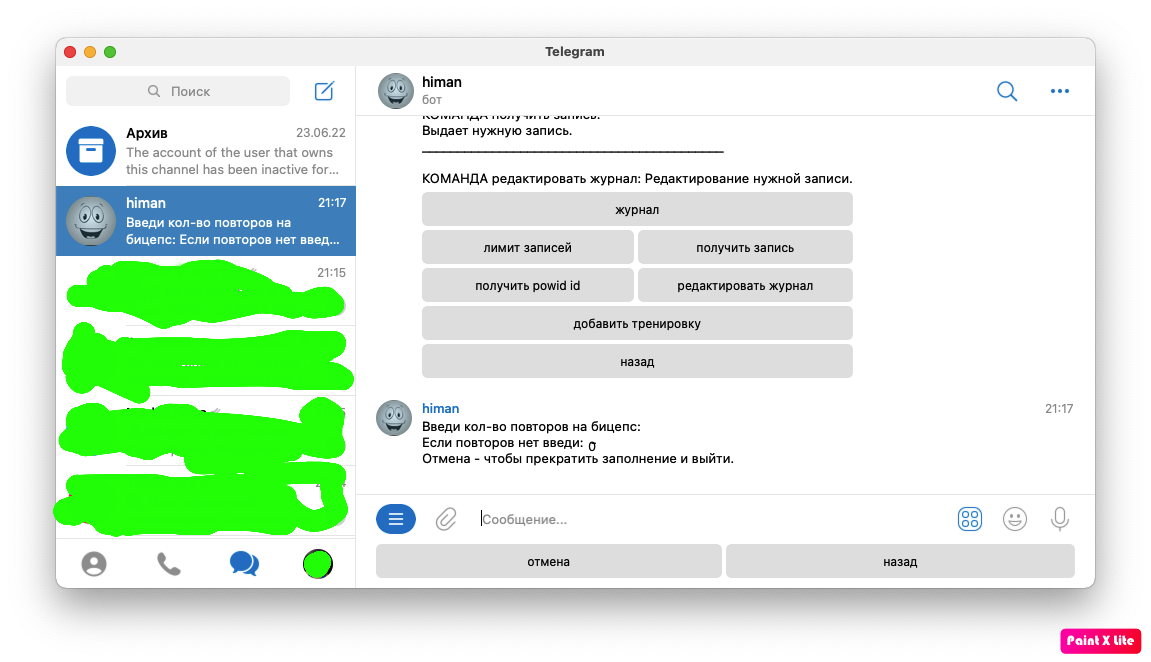 Telegram
Поиск
Архив 23.06.22
The account of the user that owns
this channel has been inactive for...
himan 21:17
Введи кол-во повторов на
бицепс: Если повторов нет введ...
21:15
himan
бот
КОМАНДА получить запись:
Выдает нужную запись.
КОМАНДА редактировать журнал: Редактирование нужной записи.
журнал
лимит записей получить запись
получить powid id редактировать журнал
добавить тренировку
назад
himan 21:17
Введи кол-во повторов на бицепс:
Если повторов нет введи: 0
Отмена - чтобы прекратить заполнение и выйти.
Сообщение...
отмена назад
Paint X Lite